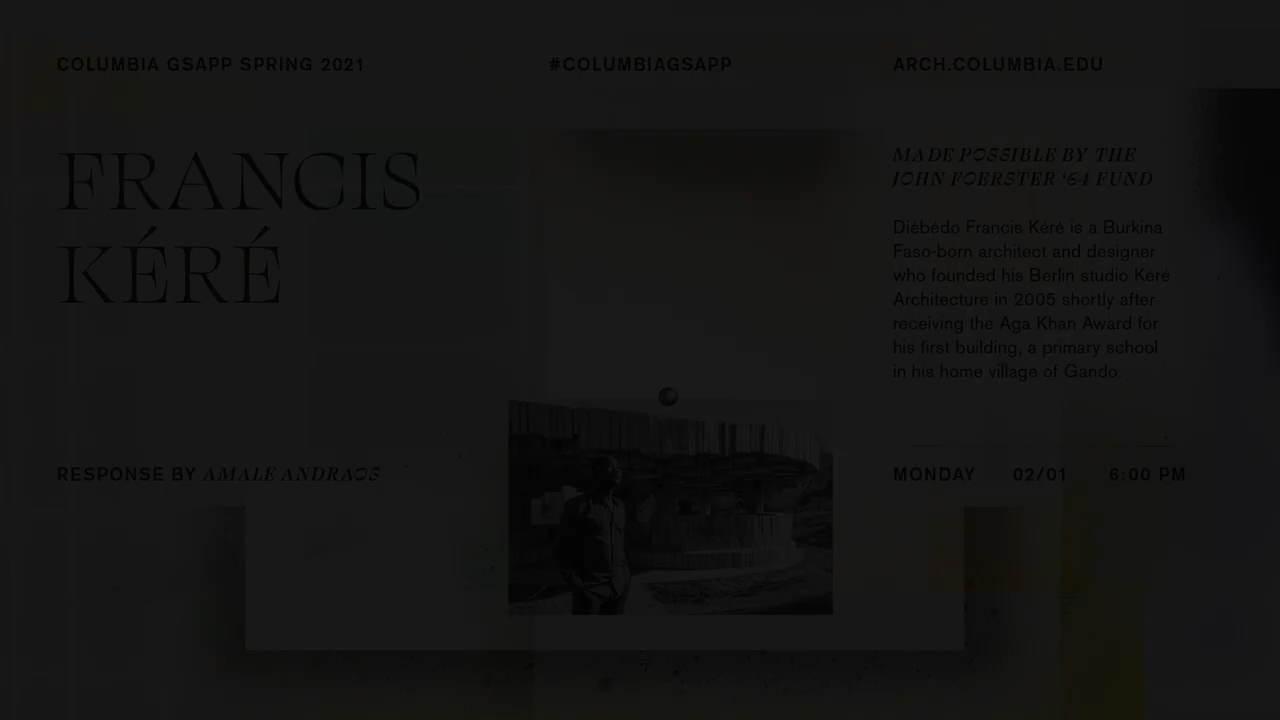 COLUMBIA GSAPP SPRING 2021
#COLUMBIAGSAPP
ARCH.COLUMBIA.EDU
FRANCIS
KÉRÉ
MADE POSSIBLE BY THE
JOHN FOERSTER '64 FUND
Diébédo Francis Kéré is a Burkina
Faso-born architect and designer
who founded his Berlin studio Kéré
Architecture in 2005 shortly after
receiving the Aga Khan Award for
his first building, a primary school
in his home village of Gando.
RESPONSE BY AMALE ANDRAOS
MONDAY 02/01 6:00 PM